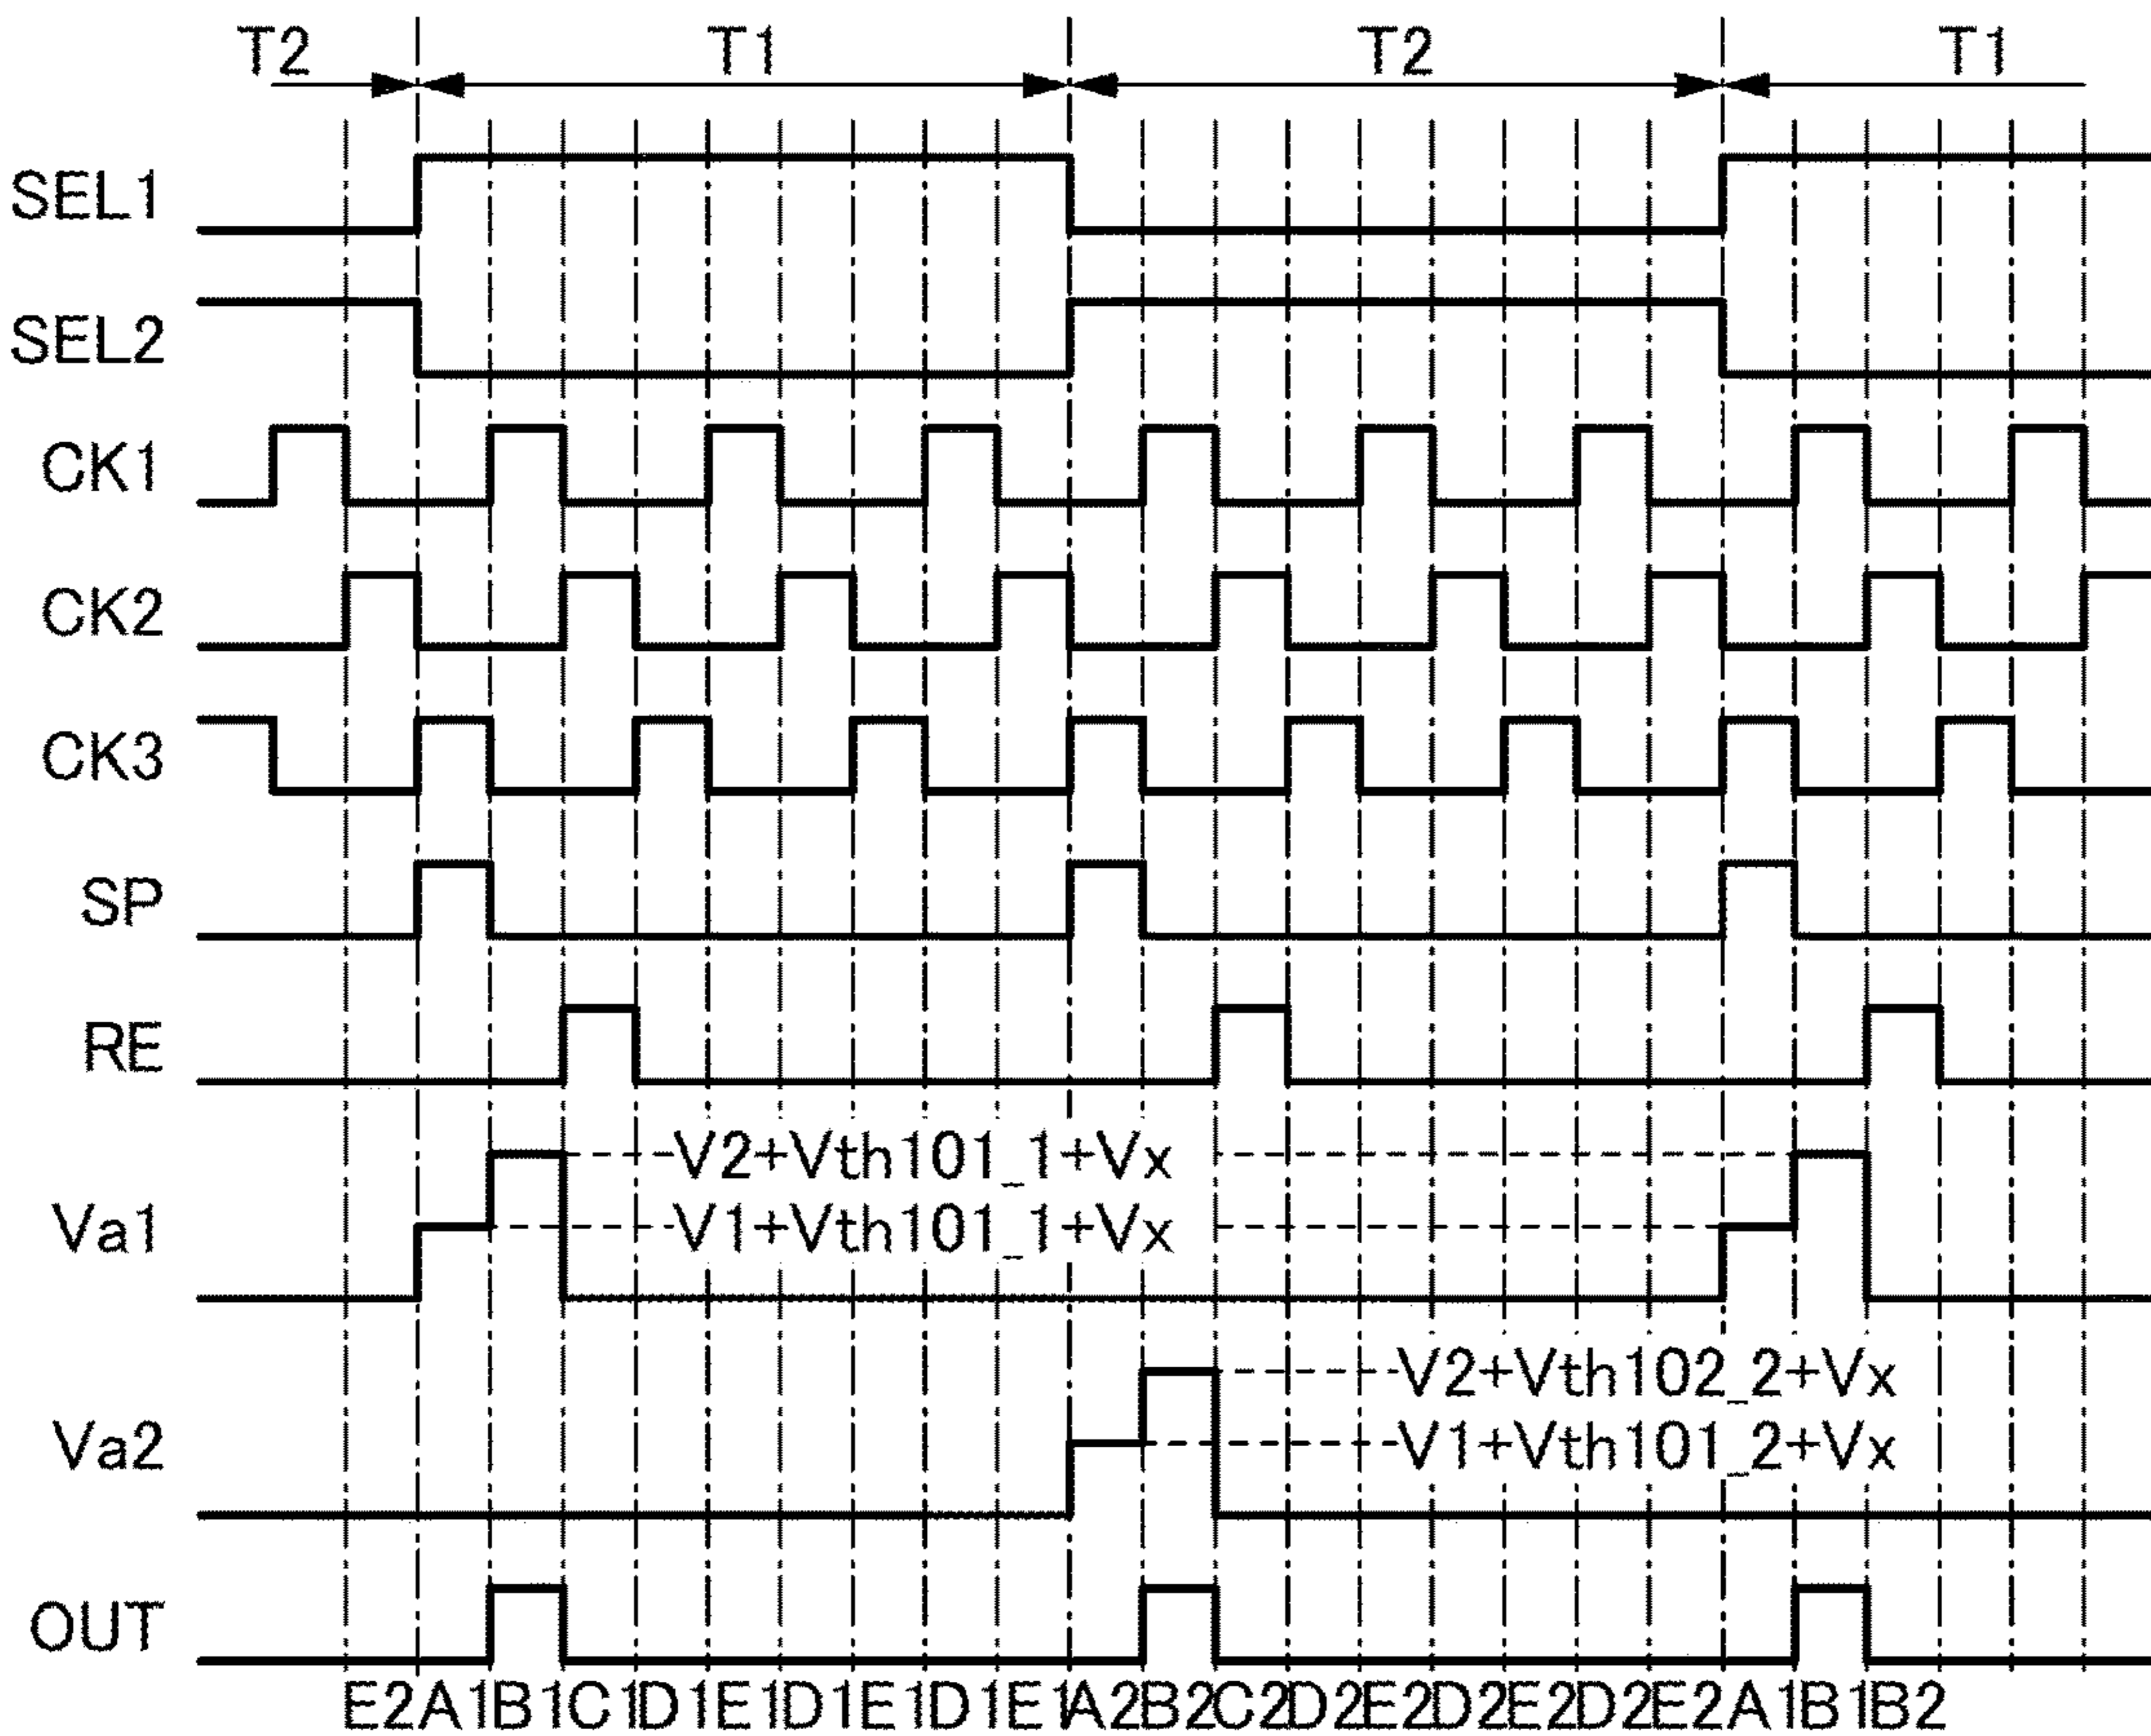 T2 T1 T2 T1
SEL1
SEL2
CK1
CK2
CK3
SP
RE
V2+Vth101_1+Vx
Va1 V1+Vth101_1+Vx
V2+Vth102_2+Vx
Va2 V1+Vth101_2+Vx
OUT
E2A1B1C1D1E1D1E1D1E1A2B2C2D2E2D2E2D2E2A1B1B2